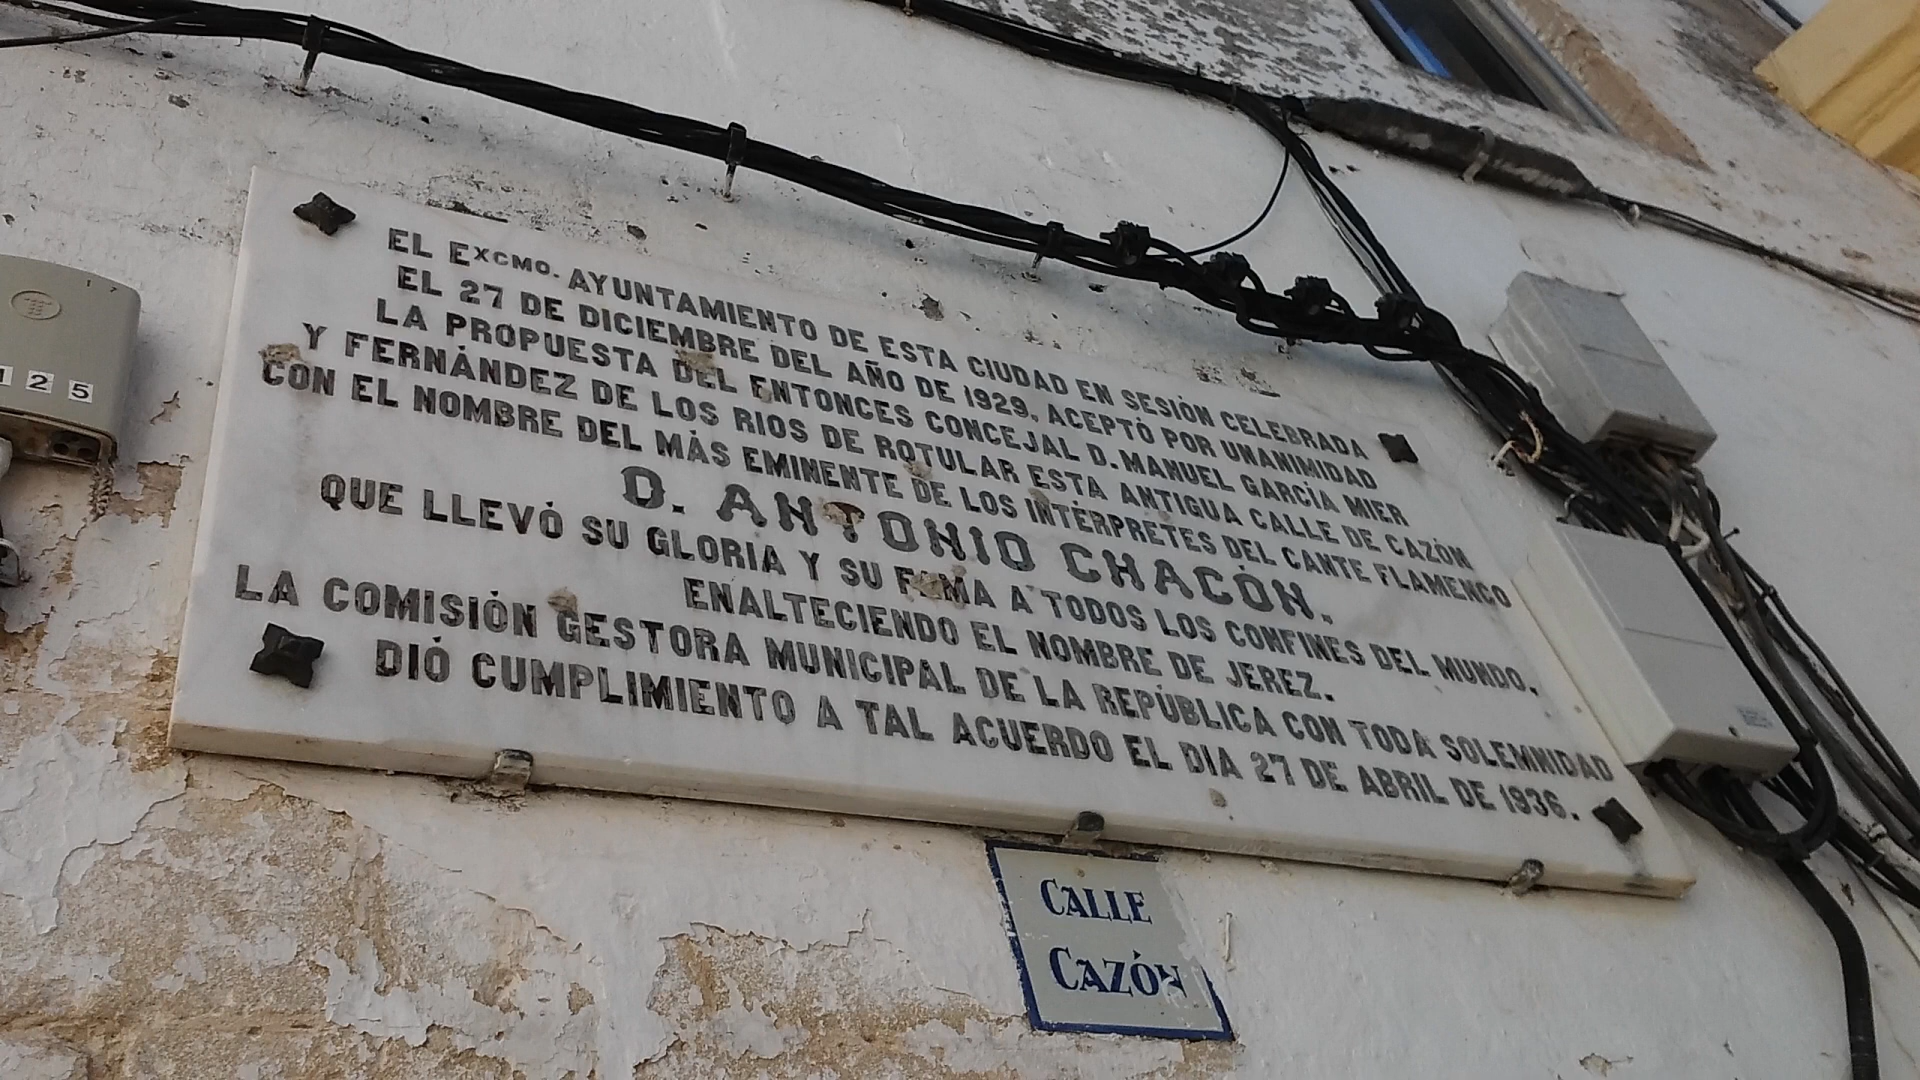 EL EXCMO. AYUNTAMIENTO DE ESTA CIUDAD EN SESIÓN CELEBRADA
EL 27 DE DICIEMBRE DEL AÑO DE 1929, ACEPTÓ POR UNANIMIDAD
LA PROPUESTA DEL ENTONCES CONCEJAL D. MANUEL GARCÍA MIER
Y FERNÁNDEZ DE LOS RIOS DE ROTULAR ESTA ANTIGUA CALLE DE CAZÓN
CON EL NOMBRE DEL MÁS EMINENTE DE LOS INTÉRPRETES DEL CANTE FLAMENCO
D. ANTONIO CHACÓN.
QUE LLEVÓ SU GLORIA Y SU FAMA A TODOS LOS CONFINES DEL MUNDO,
ENALTECIENDO EL NOMBRE DE JEREZ.
LA COMISIÓN GESTORA MUNICIPAL DE LA REPÚBLICA CON TODA SOLEMNIDAD
DIÓ CUMPLIMIENTO A TAL ACUERDO EL DIA 27 DE ABRIL DE 1936.
CALLE
CAZÓN
125